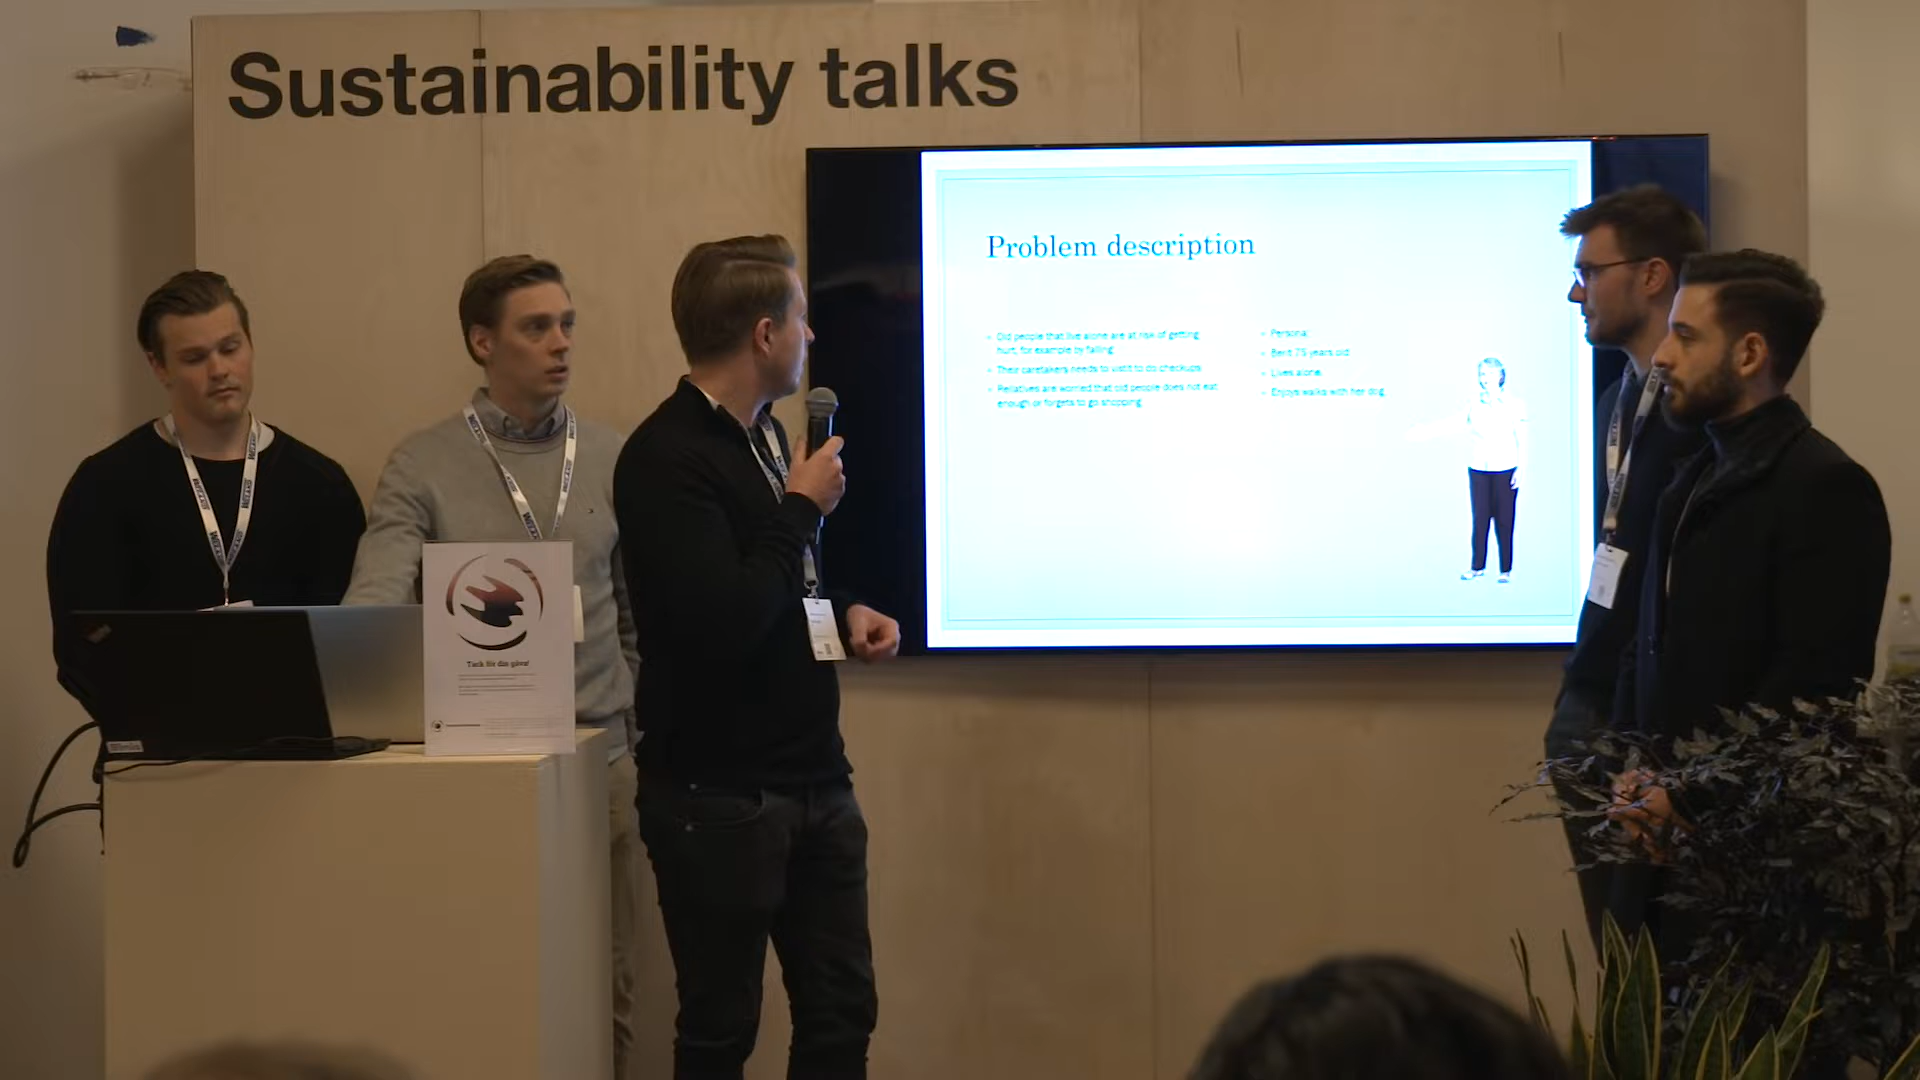 Sustainability talks
Problem description
Old people that live alone are at risk of getting
hurt, for example by falling
Their caretakers needs to visit to do checkups
Relatives are worried that old people does not eat
enough or forgets to go shopping
Persona:
Berit 75 years old
Lives alone
Enjoys walks with her dog
Tack för din gåva!